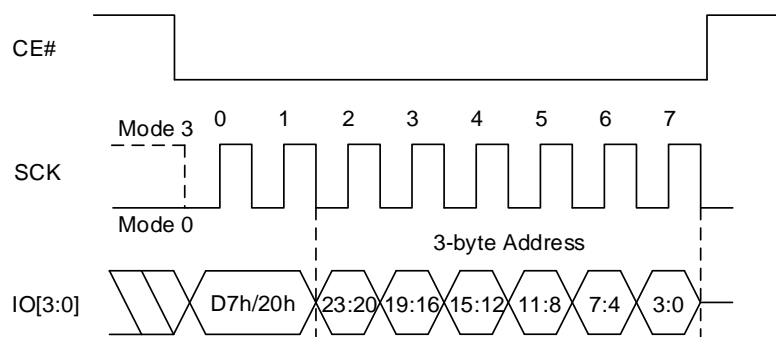 CE#
Mode 3
0 1 2 3 4 5 6 7
SCK
Mode 0
3-byte Address
IO[3:0]
D7h/20h 23:20 19:16 15:12 11:8 7:4 3:0